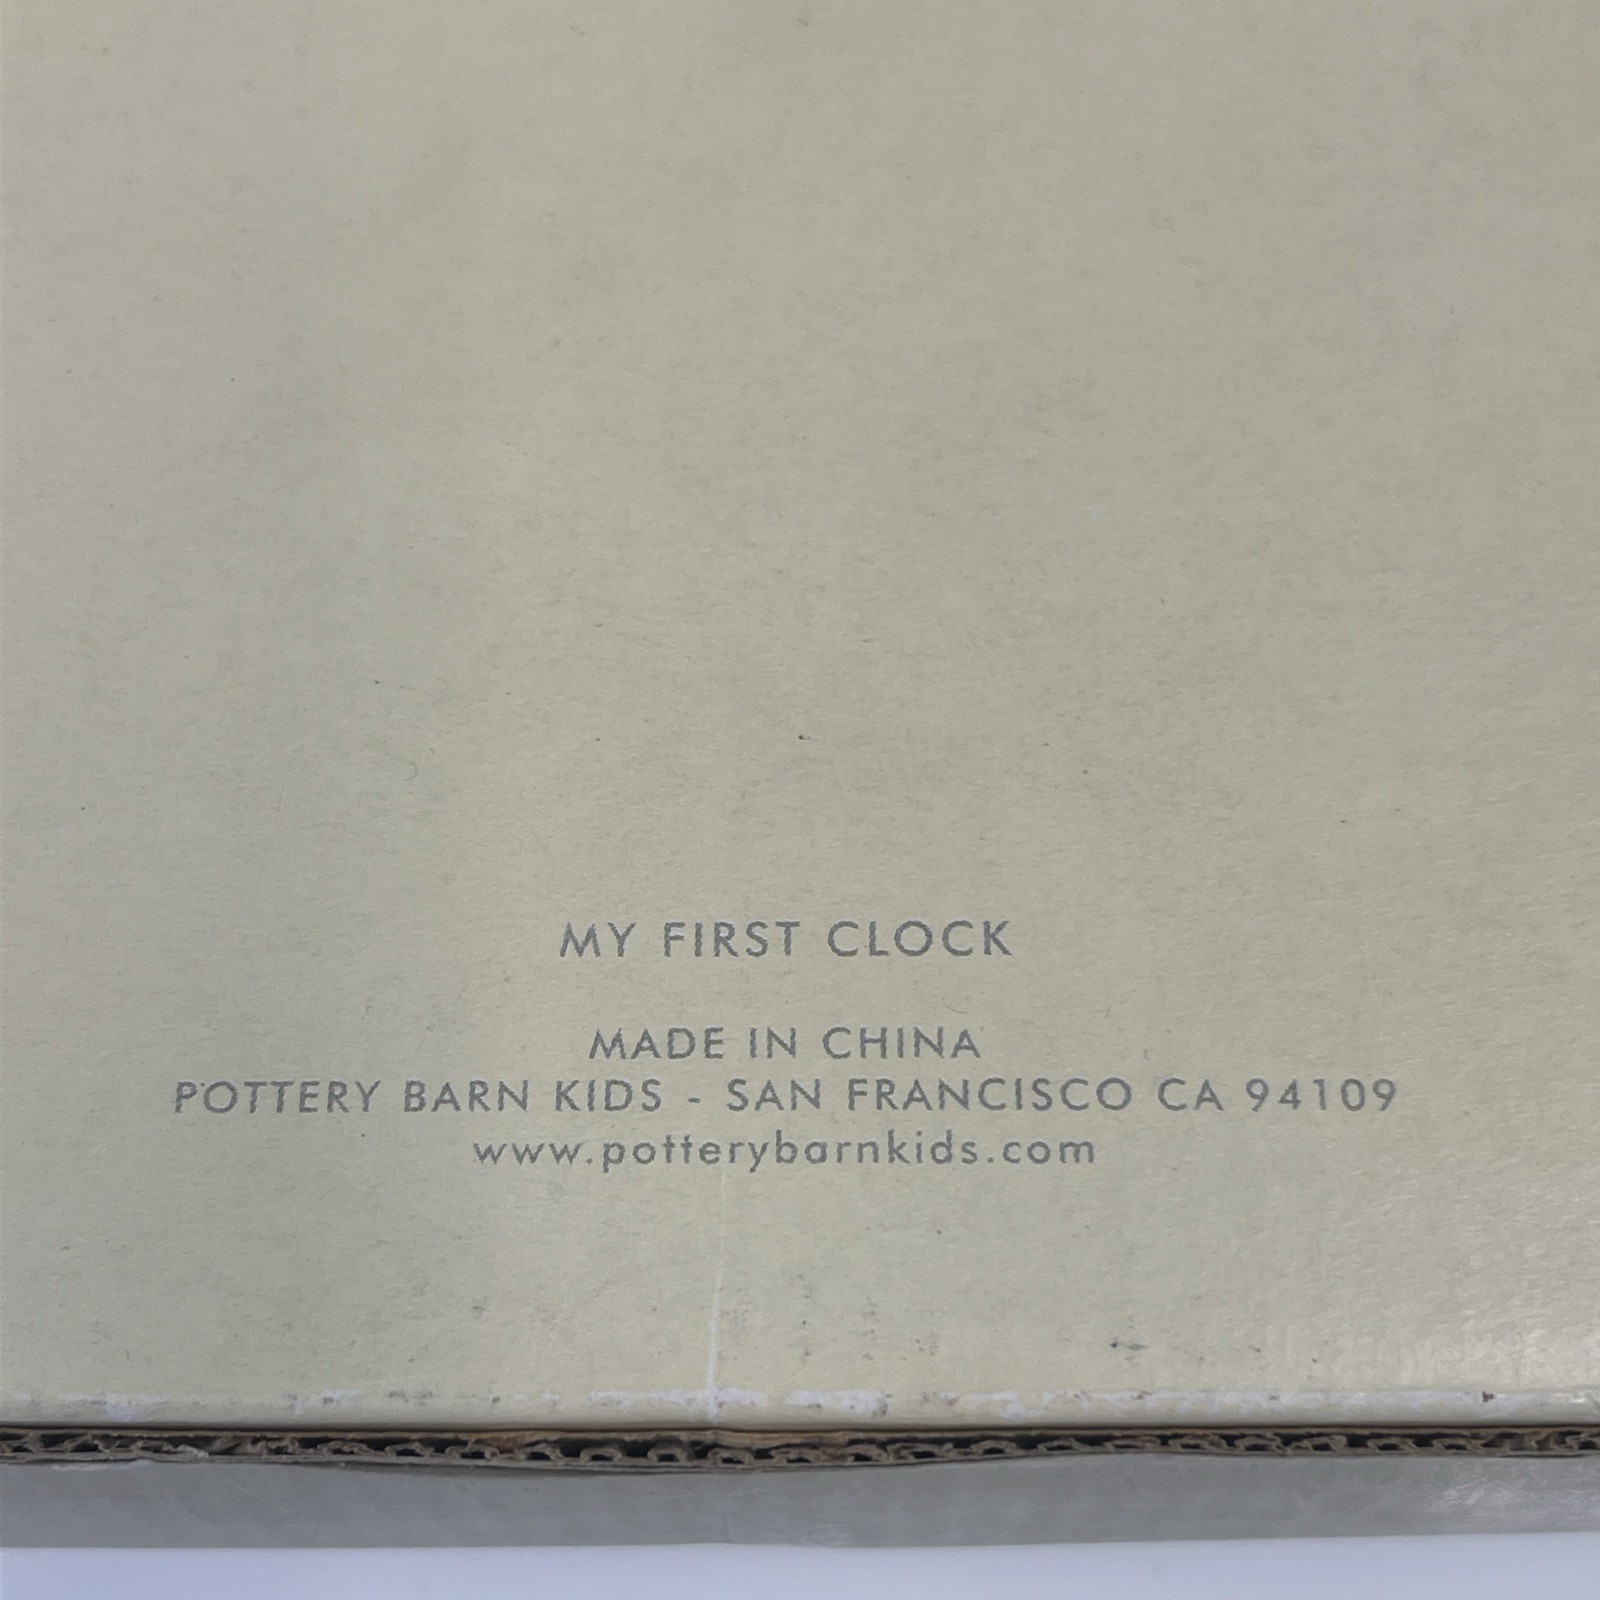 MY FIRST CLOCK
MADE IN CHINA
POTTERY BARN KIDS - SAN FRANCISCO CA 94109
www.potterybarnkids.com